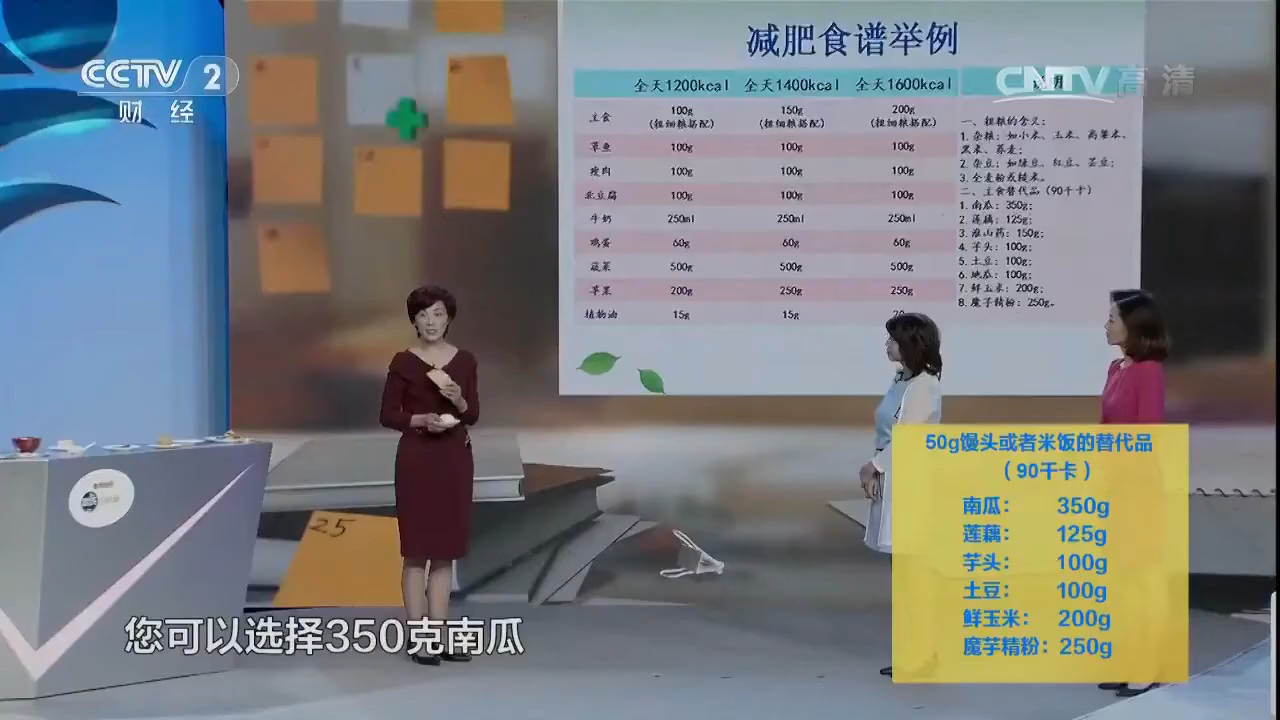 CCTV 2
财经
CNTV高清
减肥食谱举例
全天1200kcal 全天1400kcal 全天1600kcal
主食 100g (粗细粮搭配) 150g (粗细粮搭配) 200g (粗细粮搭配)
草鱼 100g 100g 100g
瘦肉 100g 100g 100g
北豆腐 100g 100g 100g
牛奶 250ml 250ml 250ml
鸡蛋 60g 60g 60g
蔬菜 500g 500g 500g
苹果 200g 250g 250g
植物油 15g 15g
一、粗粮的含义:
1. 杂粮:如小米、玉米、高粱米、
黑米、荞麦;
2. 杂豆:如绿豆、红豆、芸豆;
3. 全麦粉或糙米。
二、主食替代品(90千卡)
1. 南瓜:350g;
2. 莲藕:125g;
3. 淮山药:150g;
4. 芋头:100g;
5. 土豆:100g;
6. 地瓜:100g;
7. 鲜玉米:200g;
8. 魔芋精粉:250g。
25
50g馒头或者米饭的替代品
(90千卡)
南瓜: 350g
莲藕: 125g
芋头: 100g
土豆: 100g
鲜玉米: 200g
魔芋精粉: 250g
您可以选择350克南瓜